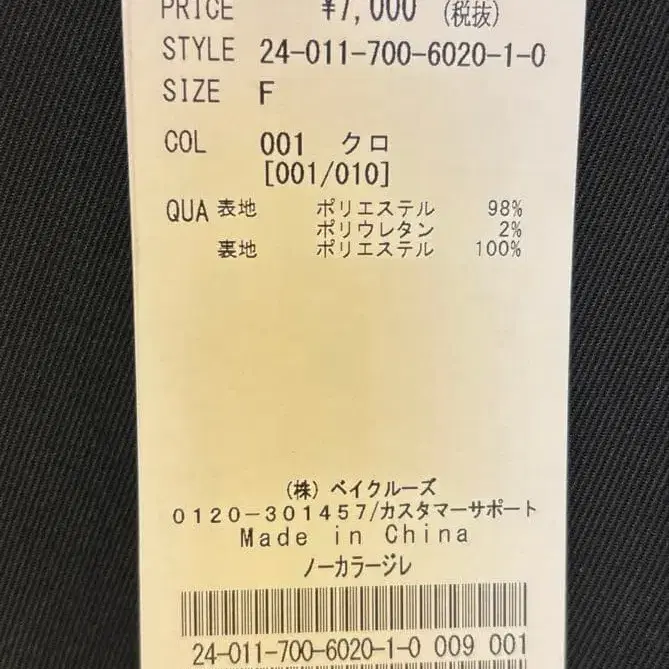 PRICE ¥7,000 (税抜)
STYLE 24-011-700-6020-1-0
SIZE F
COL 001 クロ
[001/010]
QUA 表地 ポリエステル 98%
ポリウレタン 2%
裏地 ポリエステル 100%
(株) ベイクルーズ
0120-301457/カスタマーサポート
Made in China
ノーカラージレ
24-011-700-6020-1-0 009 001